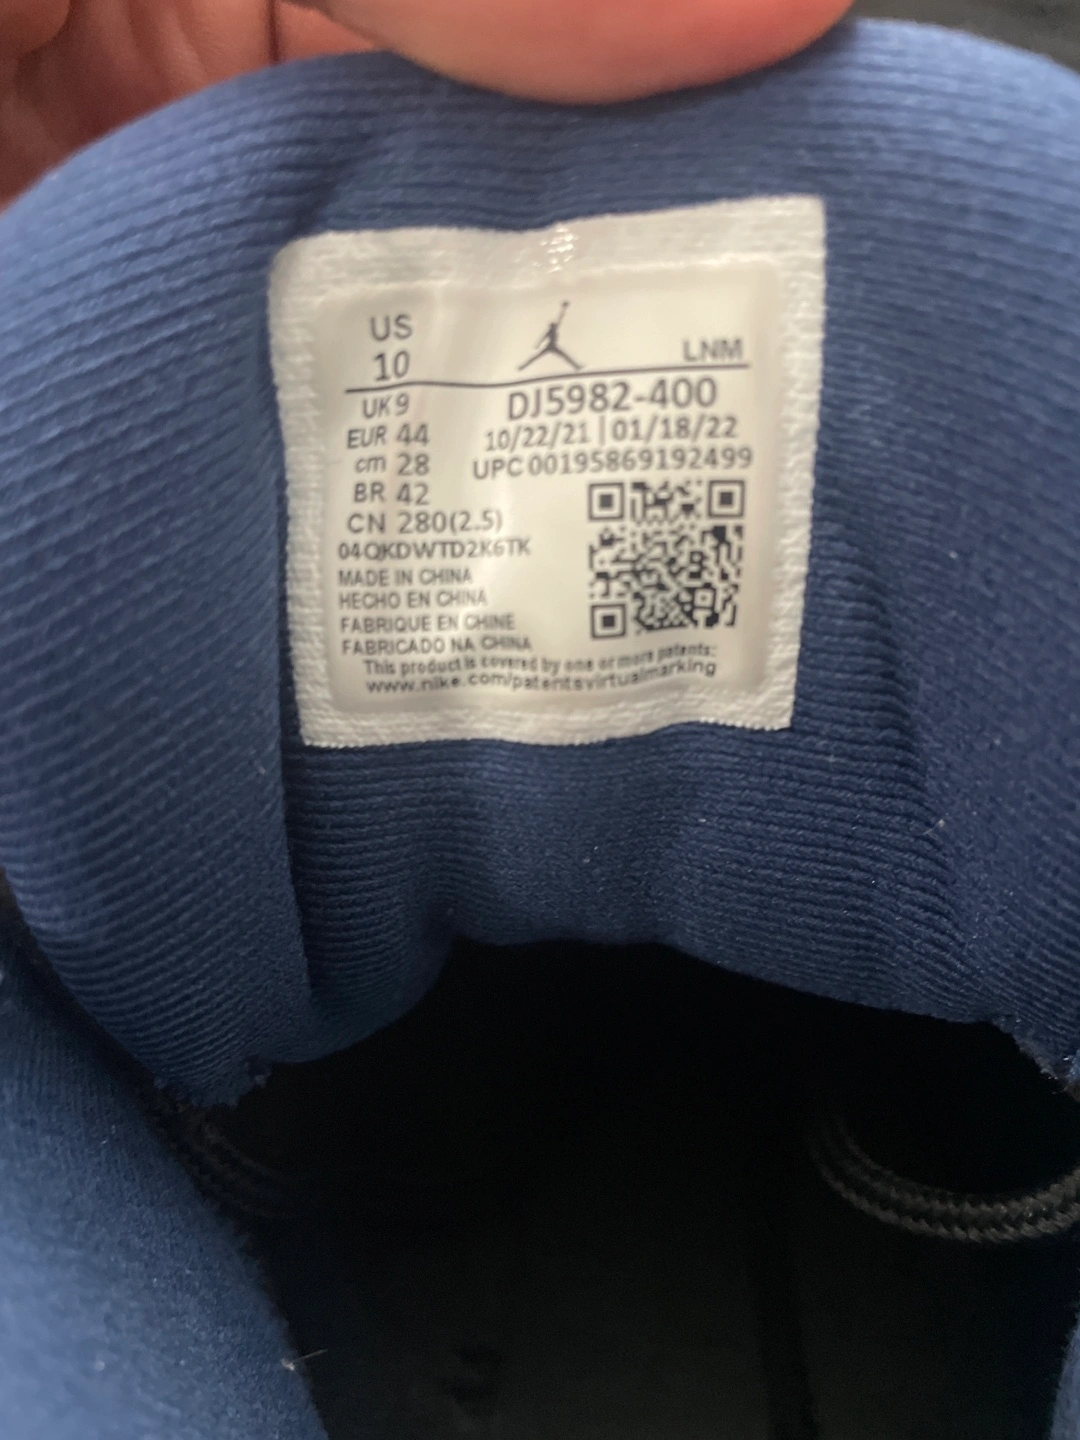 US
10
LNM
UK 9
DJ5982-400
EUR 44
10/22/21 | 01/18/22
cm 28
UPC 00195869192499
BR 42
CN 280(2.5)
04QKDWTD2K6TK
MADE IN CHINA
HECHO EN CHINA
FABRIQUE EN CHINE
FABRICADO NA CHINA
This product is covered by one or more patents:
www.nike.com/patentsvirtualmarking